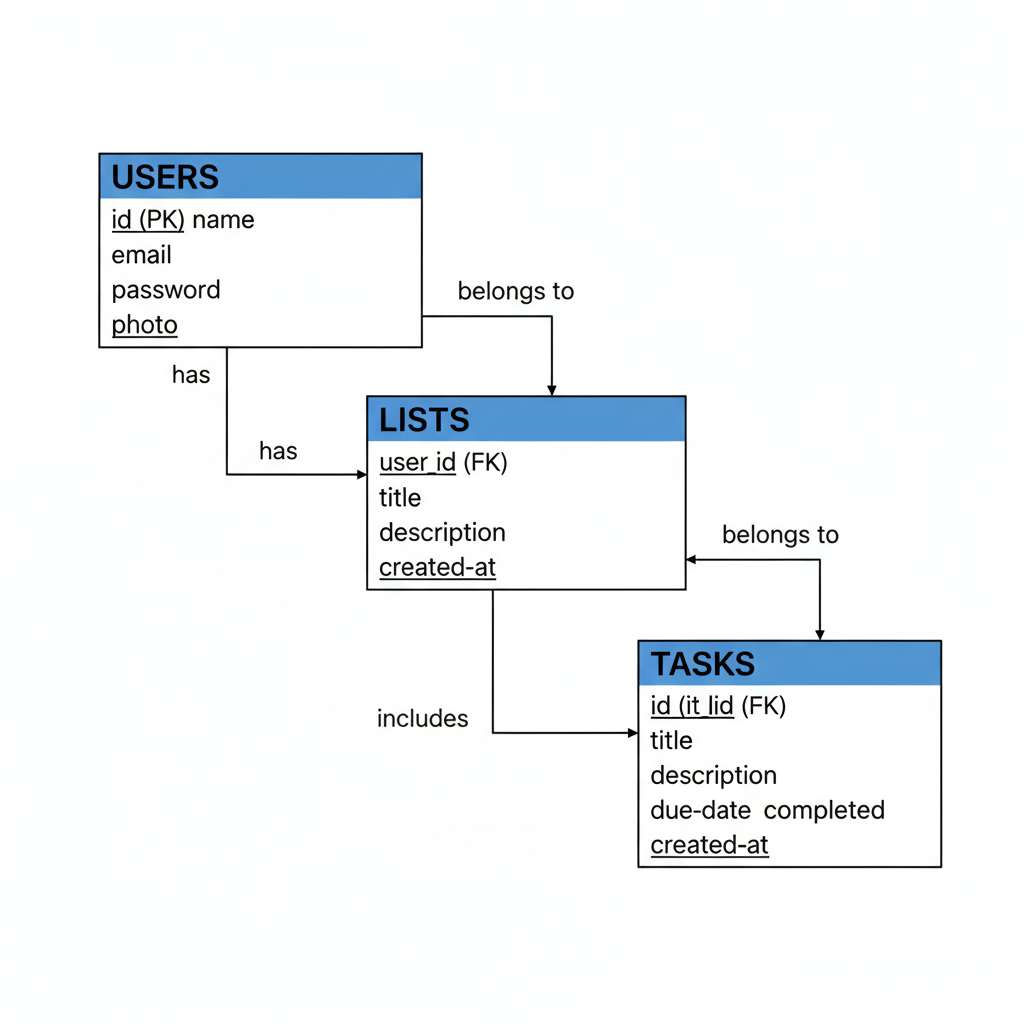 USERS
id (PK) name
email
password
photo
belongs to
has
has
LISTS
user_id (FK)
title
description
created-at
belongs to
includes
TASKS
id (it_lid (FK)
title
description
due-date completed
created-at